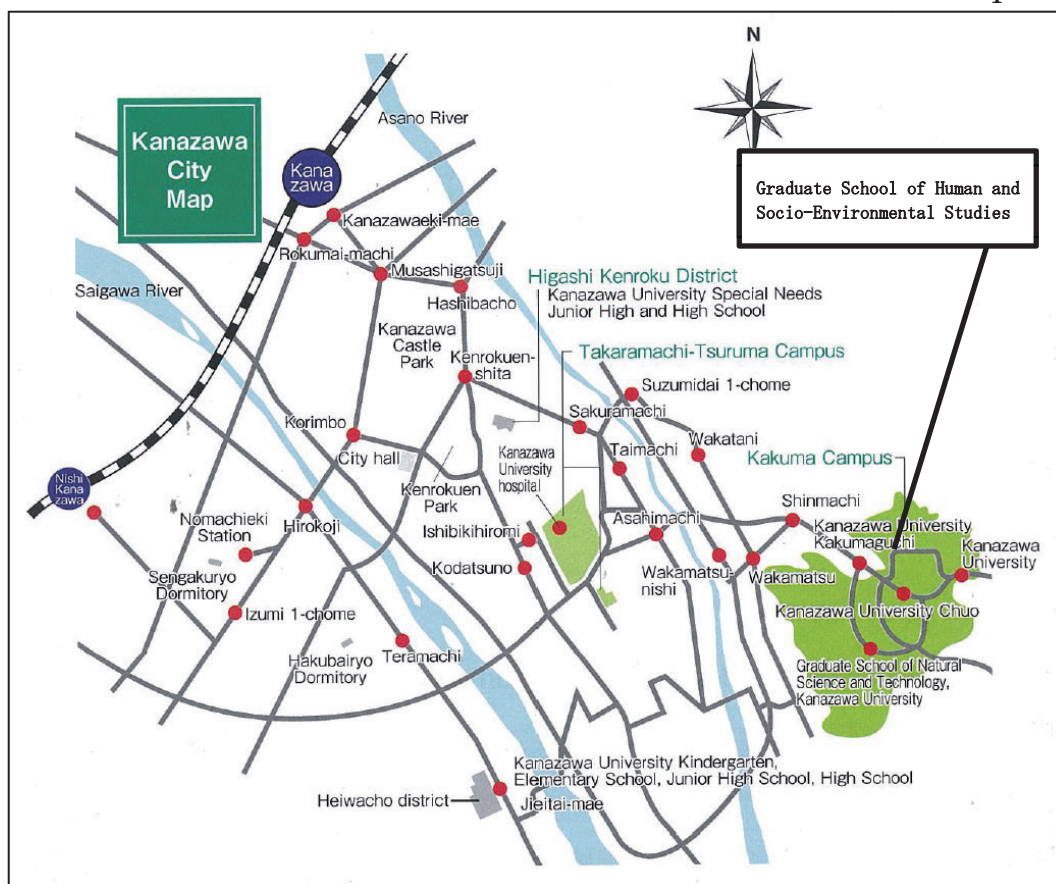 N
Kanazawa
City
Map
Asano River
Kana
zawa
Graduate School of Human and
Socio-Environmental Studies
Kanazawaeki-mae
Rokumai-machi
Musashigatsuji
Saigawa River
Hashibacho
Higashi Kenroku District
Kanazawa University Special Needs
Junior High and High School
Kanazawa
Castle
Park
Kenrokuen-
shita
Takaramachi-Tsuruma Campus
Suzumidai 1-chome
Sakuramachi
Korimbo
City hall
Kanazawa
University
hospital
Taimachi
Wakatani
Kakuma Campus
Nishi
Kana
zawa
Kenrokuen
Park
Nomachieki
Station
Hirokoji
Ishibikihiromi
Asahimachi
Shinmachi
Kanazawa University
Kakumaguchi
Kanazawa
University
Kodatsuno
Sengakuryo
Dormitory
Wakamatsu-
nishi
Wakamatsu
Izumi 1-chome
Kanazawa University Chuo
Hakubairyo
Dormitory
Teramachi
Graduate School of Natural
Science and Technology,
Kanazawa University
Kanazawa University Kindergarten,
Elementary School, Junior High School, High School
Heiwacho district
Jieitai-mae